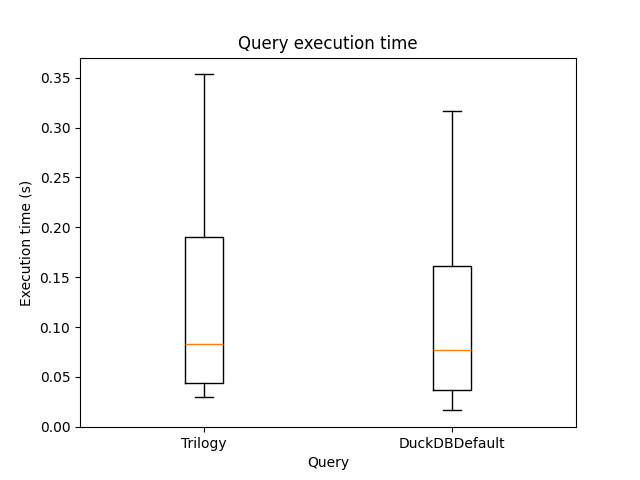 Query execution time
Execution time (s)
0.35
0.30
0.25
0.20
0.15
0.10
0.05
0.00
Trilogy
DuckDBDefault
Query